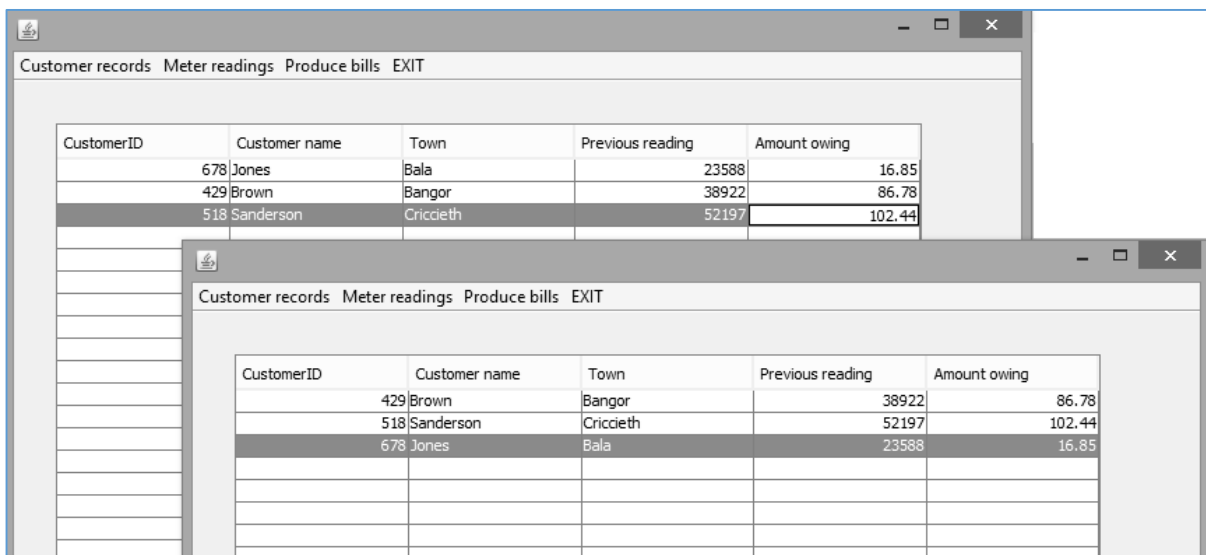 Customer records Meter readings Produce bills EXIT
CustomerID Customer name Town Previous reading Amount owing
678 Jones Bala 23588 16.85
429 Brown Bangor 38922 86.78
518 Sanderson Criccieth 52197 102.44
Customer records Meter readings Produce bills EXIT
CustomerID Customer name Town Previous reading Amount owing
429 Brown Bangor 38922 86.78
518 Sanderson Criccieth 52197 102.44
678 Jones Bala 23588 16.85